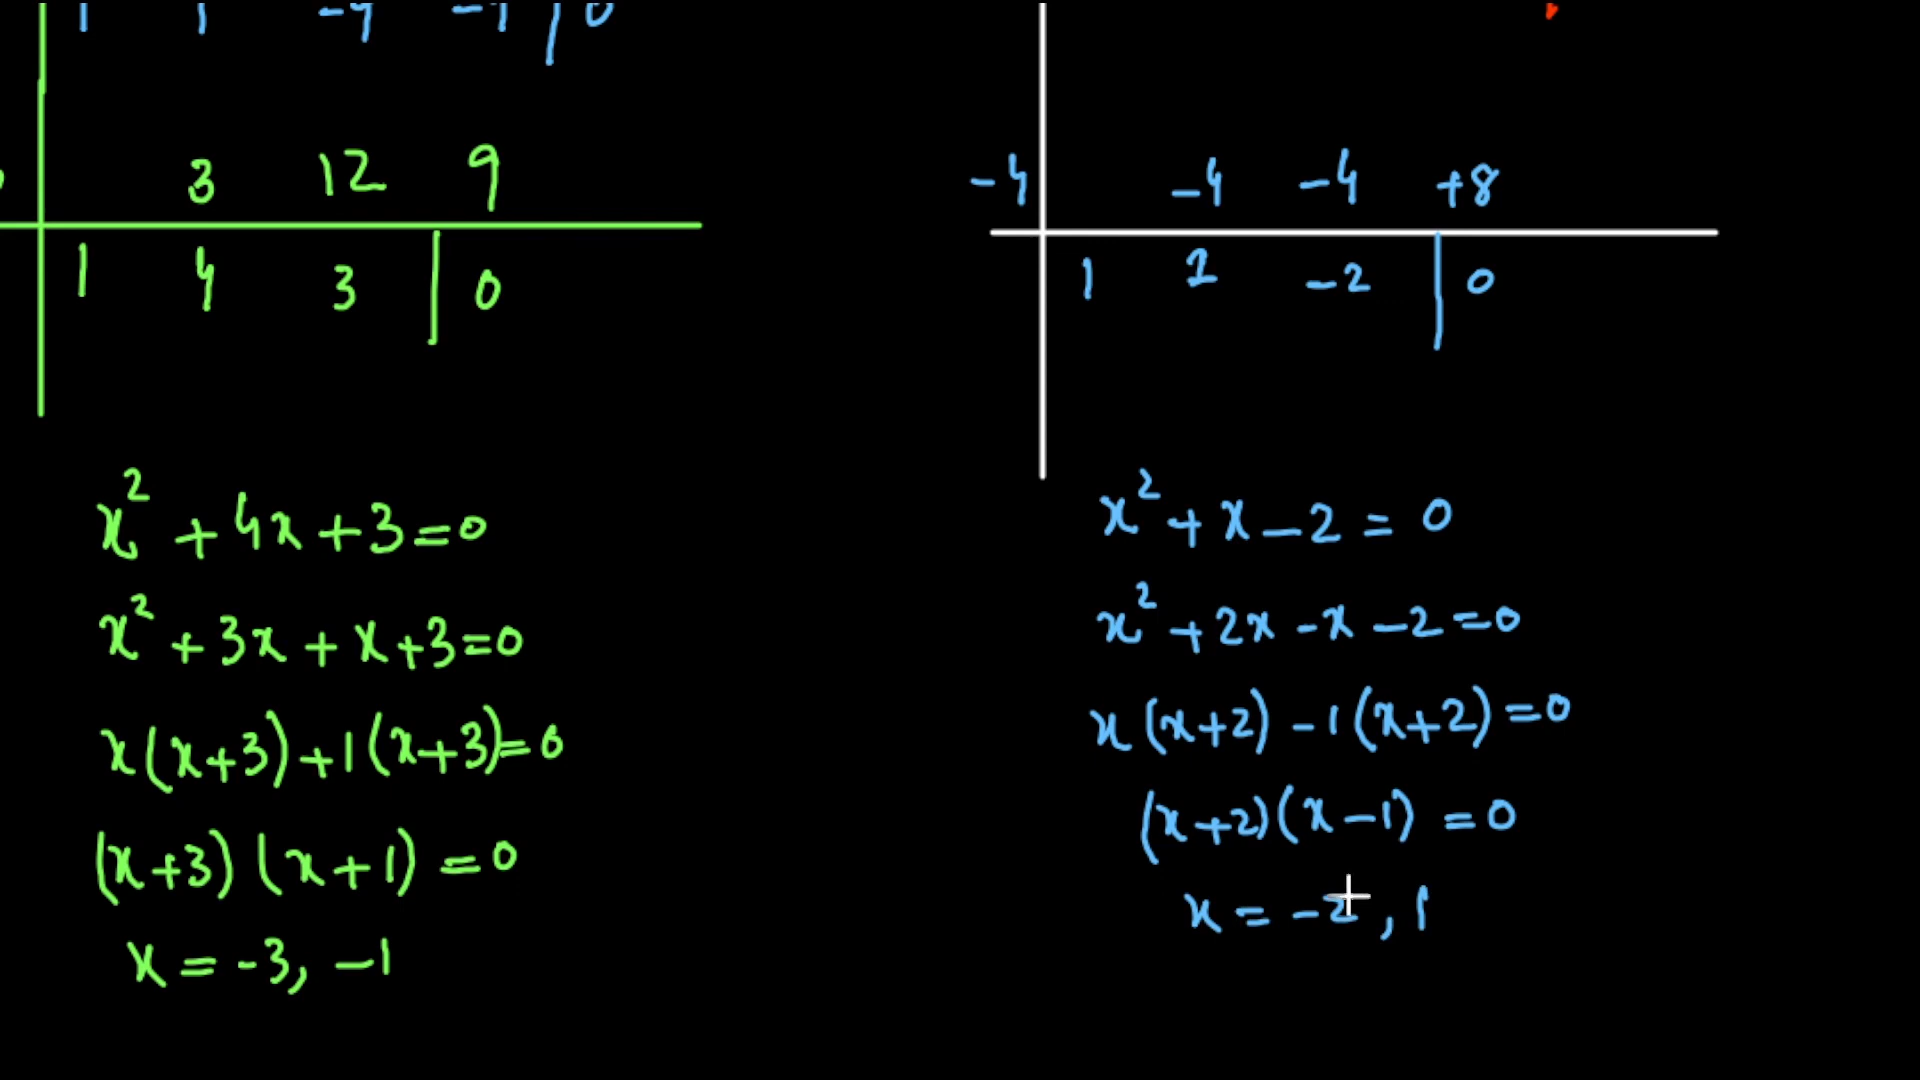 1 1 -9 -9 | 0
3 12 9
1 4 3 | 0
x² + 4x + 3 = 0
x² + 3x + x + 3 = 0
x(x+3) + 1(x+3) = 0
(x+3) (x+1) = 0
x = -3, -1
-4 -4 -4 +8
1 1 -2 | 0
x² + x - 2 = 0
x² + 2x - x - 2 = 0
x(x+2) - 1(x+2) = 0
(x+2)(x-1) = 0
x = -2, 1